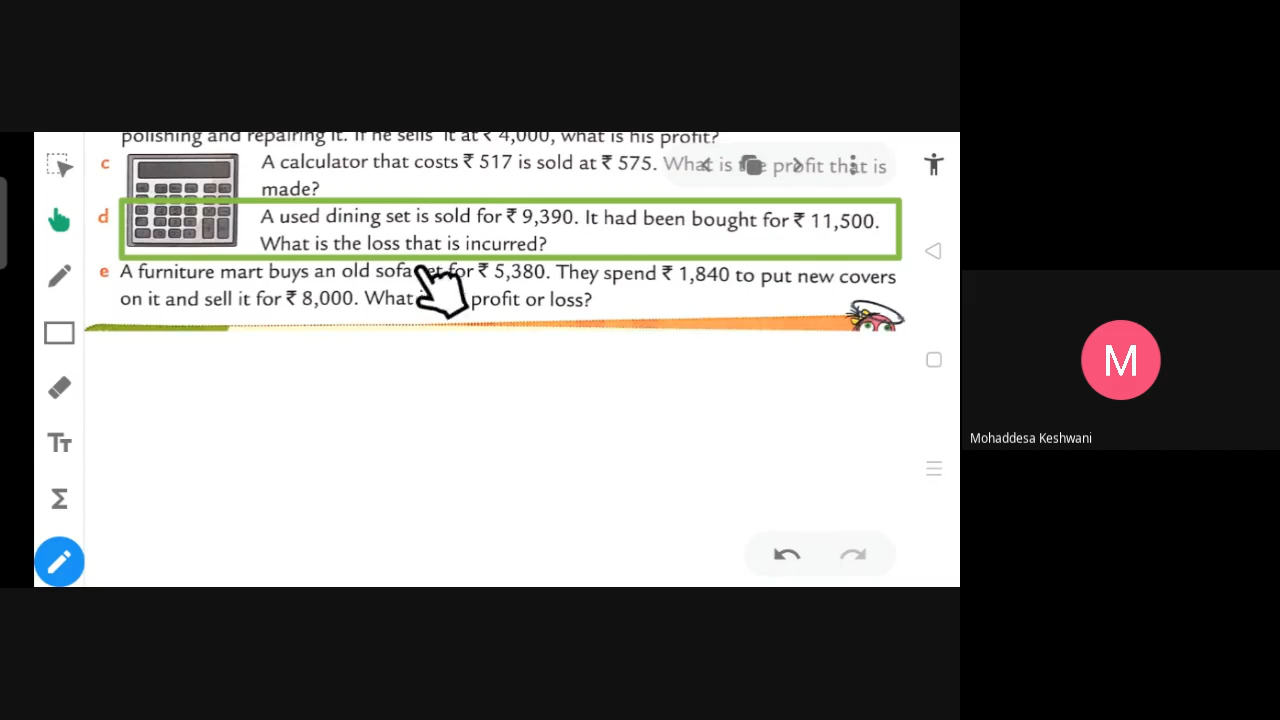 polishing and repairing it. If he sells it at ₹ 4,000, what is his profit?
c A calculator that costs ₹ 517 is sold at ₹ 575. What is the profit that is
made?
d A used dining set is sold for ₹ 9,390. It had been bought for ₹ 11,500.
What is the loss that is incurred?
e A furniture mart buys an old sofa set for ₹ 5,380. They spend ₹ 1,840 to put new covers
on it and sell it for ₹ 8,000. What profit or loss?
TT
Σ
M
Mohaddesa Keshwani